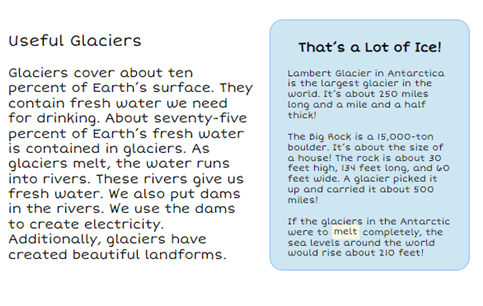 Useful Glaciers
Glaciers cover about ten
percent of Earth's surface. They
contain fresh water we need
for drinking. About seventy-five
percent of Earth's fresh water
is contained in glaciers. As
glaciers melt, the water runs
into rivers. These rivers give us
fresh water. We also put dams
in the rivers. We use the dams
to create electricity.
Additionally, glaciers have
created beautiful landforms.
That's a Lot of Ice!
Lambert Glacier in Antarctica
is the largest glacier in the
world. It's about 250 miles
long and a mile and a half
thick!
The Big Rock is a 15,000-ton
boulder. It's about the size of
a house! The rock is about 30
feet high, 134 feet long, and 60
feet wide. A glacier picked it
up and carried it about 500
miles!
If the glaciers in the Antarctic
were to melt completely, the
sea levels around the world
would rise about 210 feet!